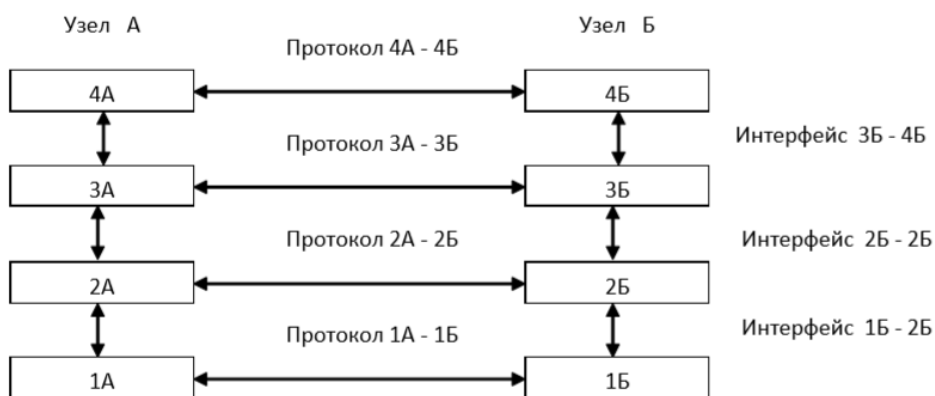 Узел А
Узел Б
Протокол 4А - 4Б
4А
4Б
Интерфейс 3Б - 4Б
Протокол 3А - 3Б
3А
3Б
Интерфейс 2Б - 2Б
Протокол 2А - 2Б
2А
2Б
Интерфейс 1Б - 2Б
Протокол 1А - 1Б
1А
1Б